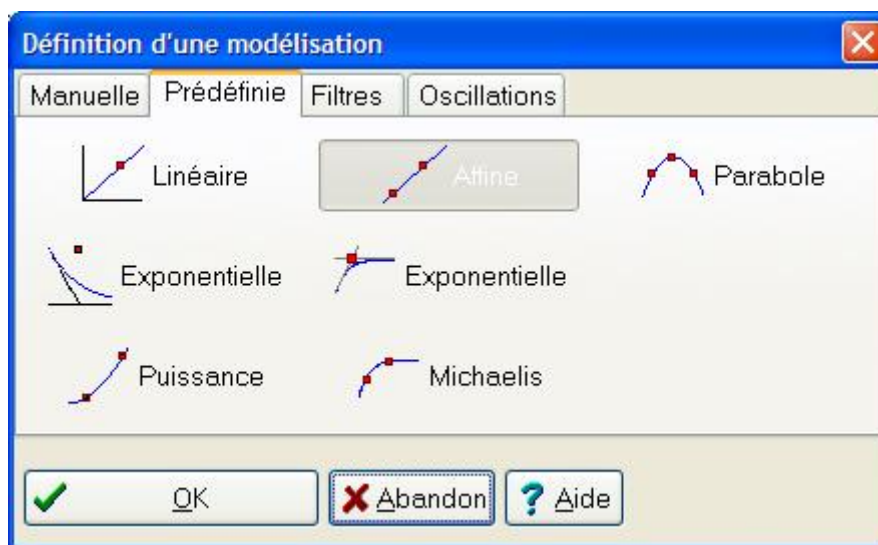 Définition d'une modélisation
Manuelle Prédéfinie Filtres Oscillations
Linéaire Affine Parabole
Exponentielle Exponentielle
Puissance Michaelis
OK Abandon ? Aide